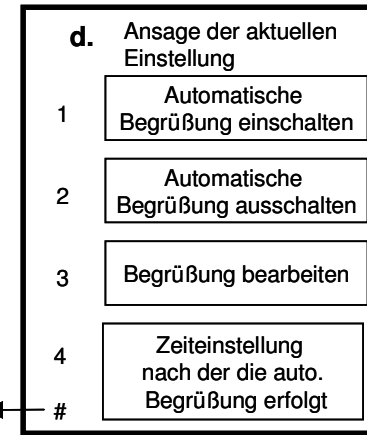 d. Ansage der aktuellen
Einstellung
1 Automatische
Begrüßung einschalten
2 Automatische
Begrüßung ausschalten
3 Begrüßung bearbeiten
4 Zeiteinstellung
nach der die auto.
Begrüßung erfolgt
#